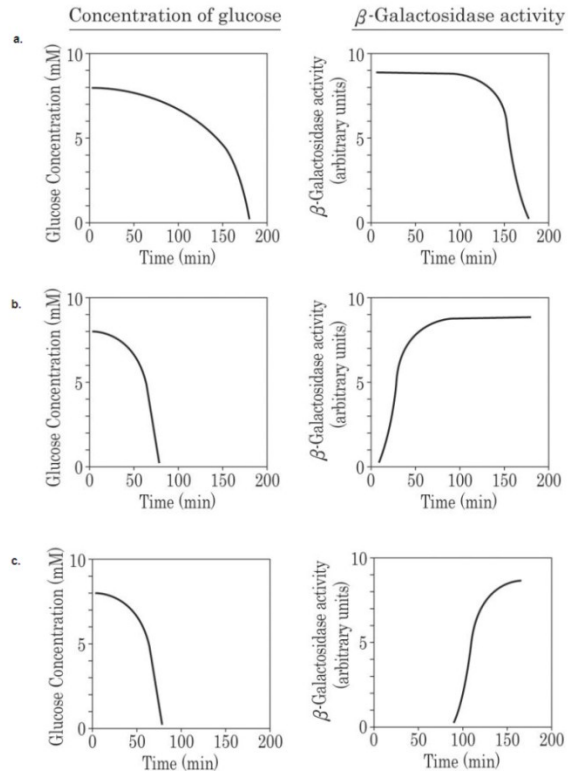 Concentration of glucose
β-Galactosidase activity
a.
Glucose Concentration (mM)
10
5
0
0 50 100 150 200
Time (min)
β-Galactosidase activity
(arbitrary units)
10
5
0
0 50 100 150 200
Time (min)
b.
Glucose Concentration (mM)
10
5
0
0 50 100 150 200
Time (min)
β-Galactosidase activity
(arbitrary units)
10
5
0
0 50 100 150 200
Time (min)
c.
Glucose Concentration (mM)
10
5
0
0 50 100 150 200
Time (min)
β-Galactosidase activity
(arbitrary units)
10
5
0
0 50 100 150 200
Time (min)